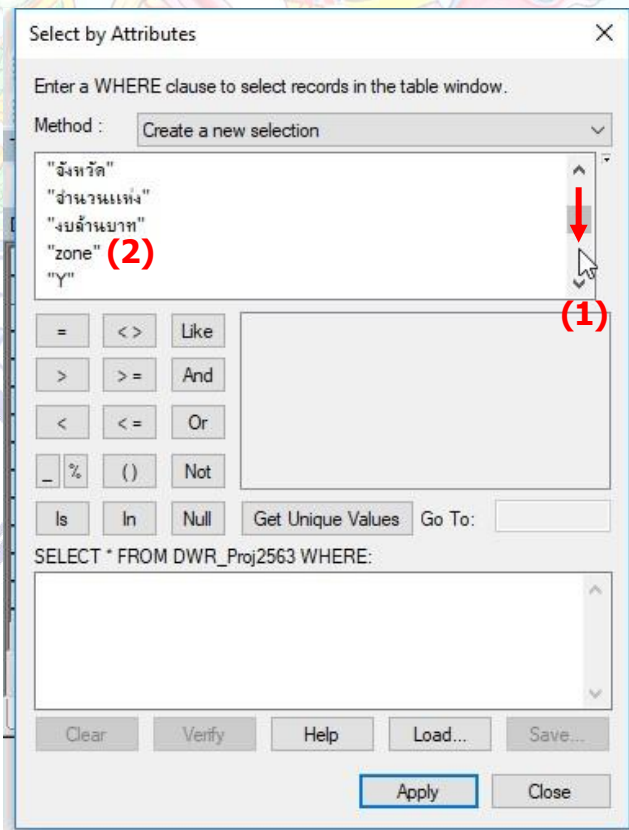 Select by Attributes
Enter a WHERE clause to select records in the table window.
Method : Create a new selection
"จังหวัด"
"จำนวนแห่ง"
"งบล้านบาท"
"zone" (2)
"Y"
(1)
= < > Like
> > = And
< < = Or
_ % ( ) Not
Is In Null Get Unique Values Go To:
SELECT * FROM DWR_Proj2563 WHERE:
Clear Verify Help Load... Save...
Apply Close